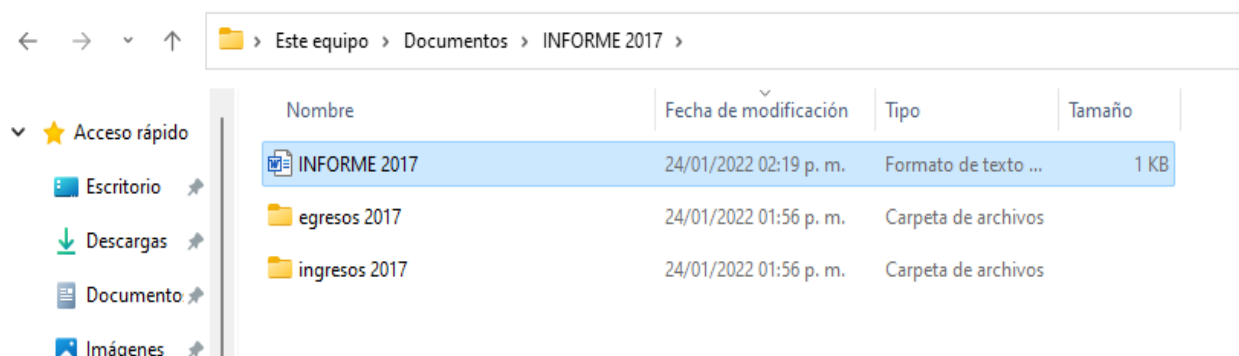 Este equipo > Documentos > INFORME 2017 >
Nombre Fecha de modificación Tipo Tamaño
Acceso rápido
INFORME 2017 24/01/2022 02:19 p. m. Formato de texto ... 1 KB
Escritorio
egresos 2017 24/01/2022 01:56 p. m. Carpeta de archivos
Descargas
ingresos 2017 24/01/2022 01:56 p. m. Carpeta de archivos
Documento
Imágenes